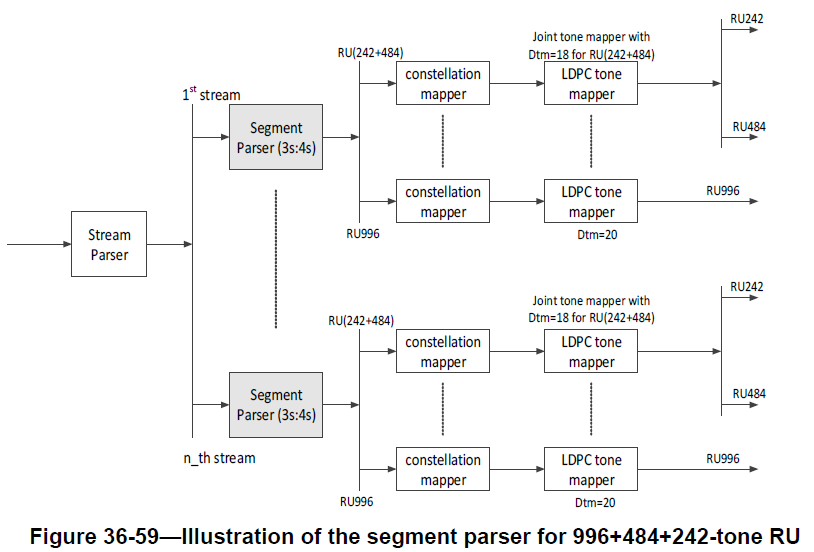 Joint tone mapper with
Dtm=18 for RU(242+484)
RU242
RU(242+484)
1st stream
constellation
mapper
LDPC tone
mapper
Segment
Parser (3s:4s)
RU484
constellation
mapper
LDPC tone
mapper
RU996
RU996
Dtm=20
Stream
Parser
Joint tone mapper with
Dtm=18 for RU(242+484)
RU242
RU(242+484)
constellation
mapper
LDPC tone
mapper
Segment
Parser (3s:4s)
RU484
n_th stream
constellation
mapper
LDPC tone
mapper
RU996
RU996
Dtm=20
Figure 36-59—Illustration of the segment parser for 996+484+242-tone RU